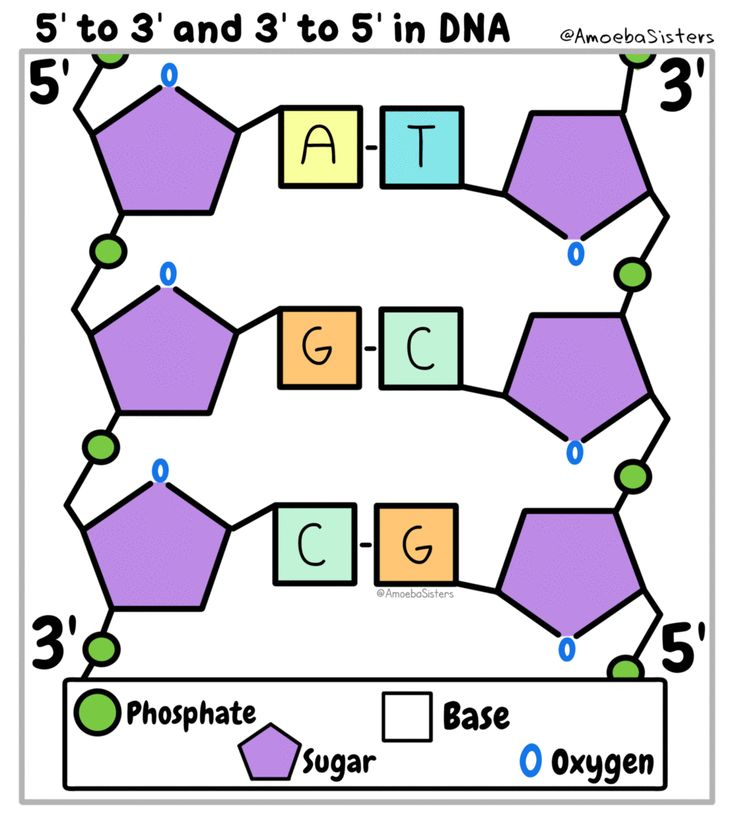 5' to 3' and 3' to 5' in DNA @AmoebaSisters
5' 3'
O
A - T
O
O
G - C
O
O
C - G
@AmoebaSisters
O
3' 5'
Phosphate Base
Sugar O Oxygen